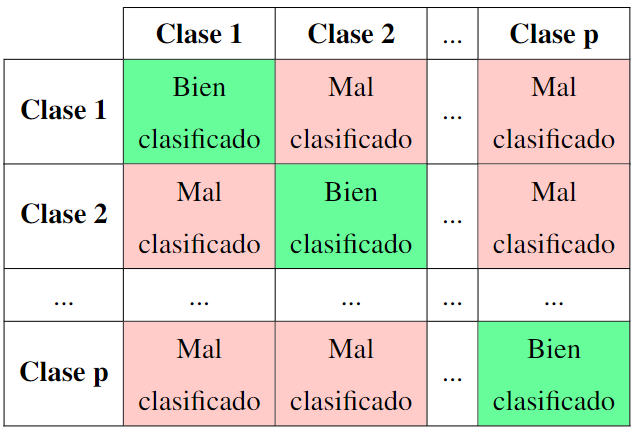 Clase 1 Clase 2 ... Clase p
Clase 1 Bien clasificado Mal clasificado ... Mal clasificado
Clase 2 Mal clasificado Bien clasificado ... Mal clasificado
... ... ... ... ...
Clase p Mal clasificado Mal clasificado ... Bien clasificado